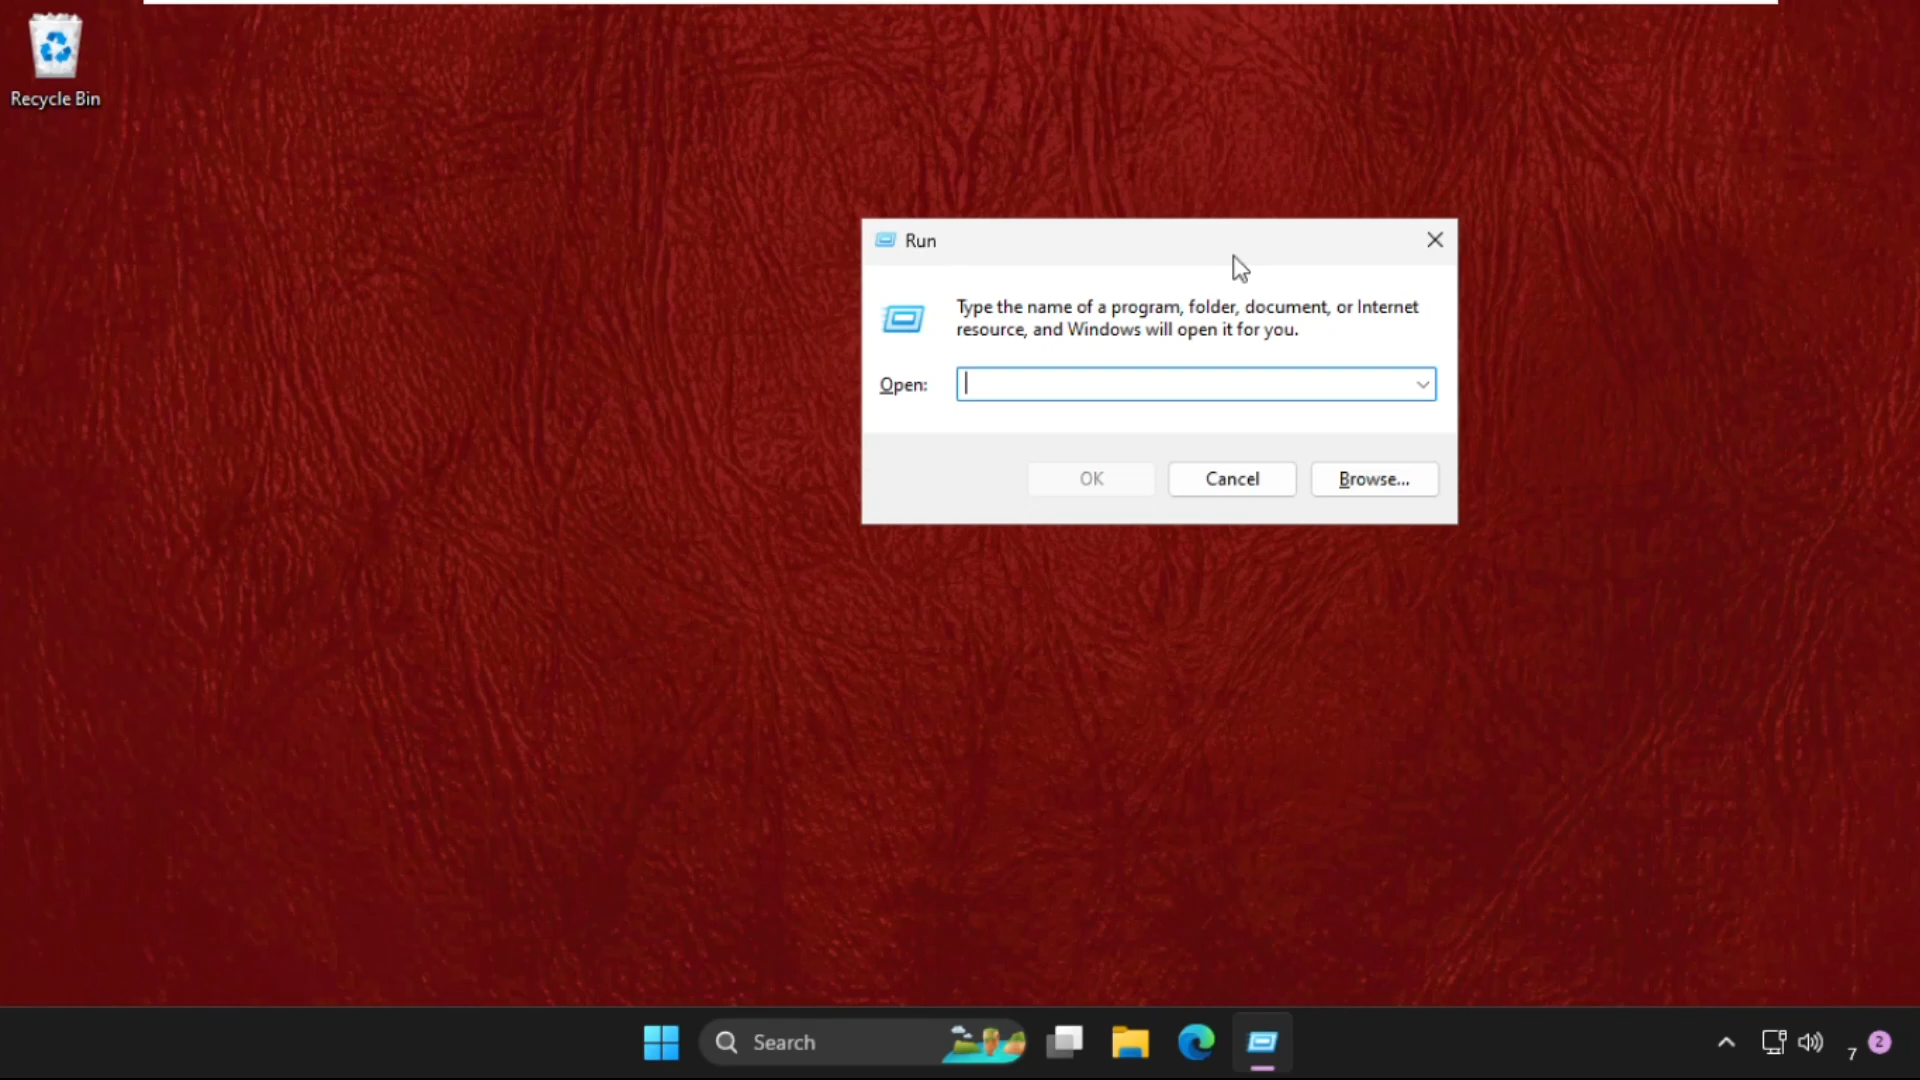 Recycle Bin
Run
Type the name of a program, folder, document, or Internet
resource, and Windows will open it for you.
Open:
OK
Cancel
Browse...
Search
7
2